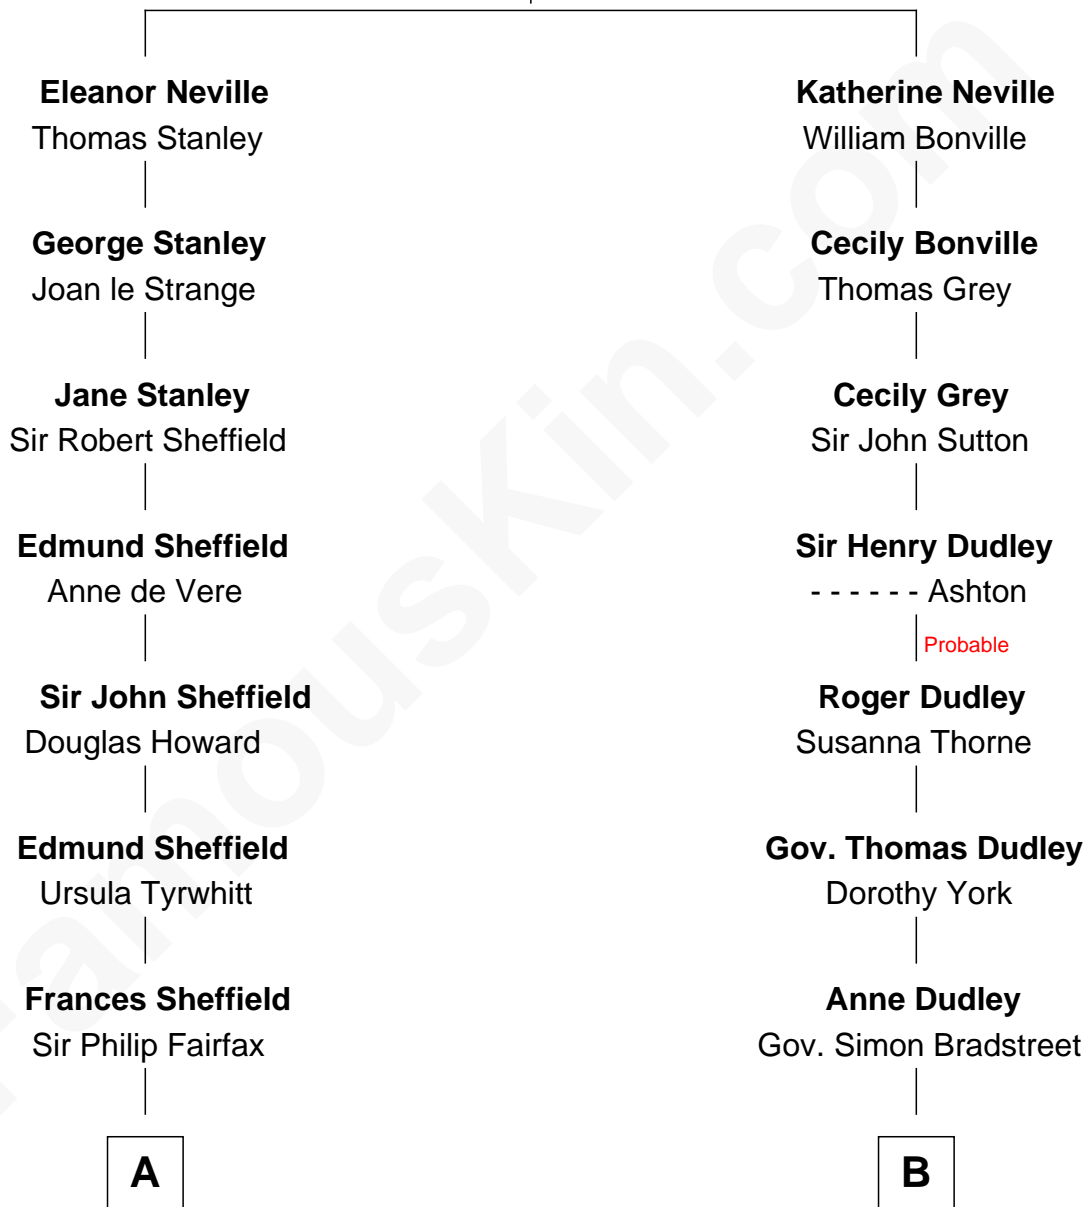 Eleanor Neville
Thomas Stanley
Katherine Neville
William Bonville
George Stanley
Joan le Strange
Cecily Bonville
Thomas Grey
Jane Stanley
Sir Robert Sheffield
Cecily Grey
Sir John Sutton
Edmund Sheffield
Anne de Vere
Sir Henry Dudley
- - - - - - Ashton
Probable
Sir John Sheffield
Douglas Howard
Roger Dudley
Susanna Thorne
Edmund Sheffield
Ursula Tyrwhitt
Gov. Thomas Dudley
Dorothy York
Frances Sheffield
Sir Philip Fairfax
Anne Dudley
Gov. Simon Bradstreet
A
B
FamousKin.com